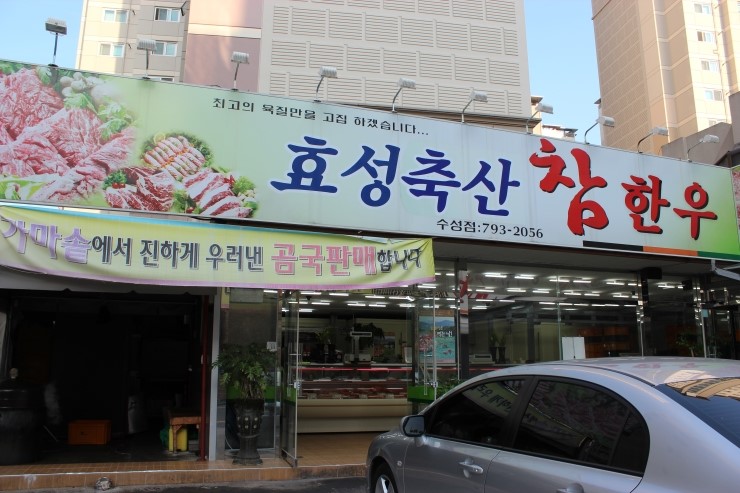 최고의 육질만을 고집 하겠습니다...
효성축산 참한우
수성점:793-2056
가마솥에서 진하게 우러낸 곰국판매합니다